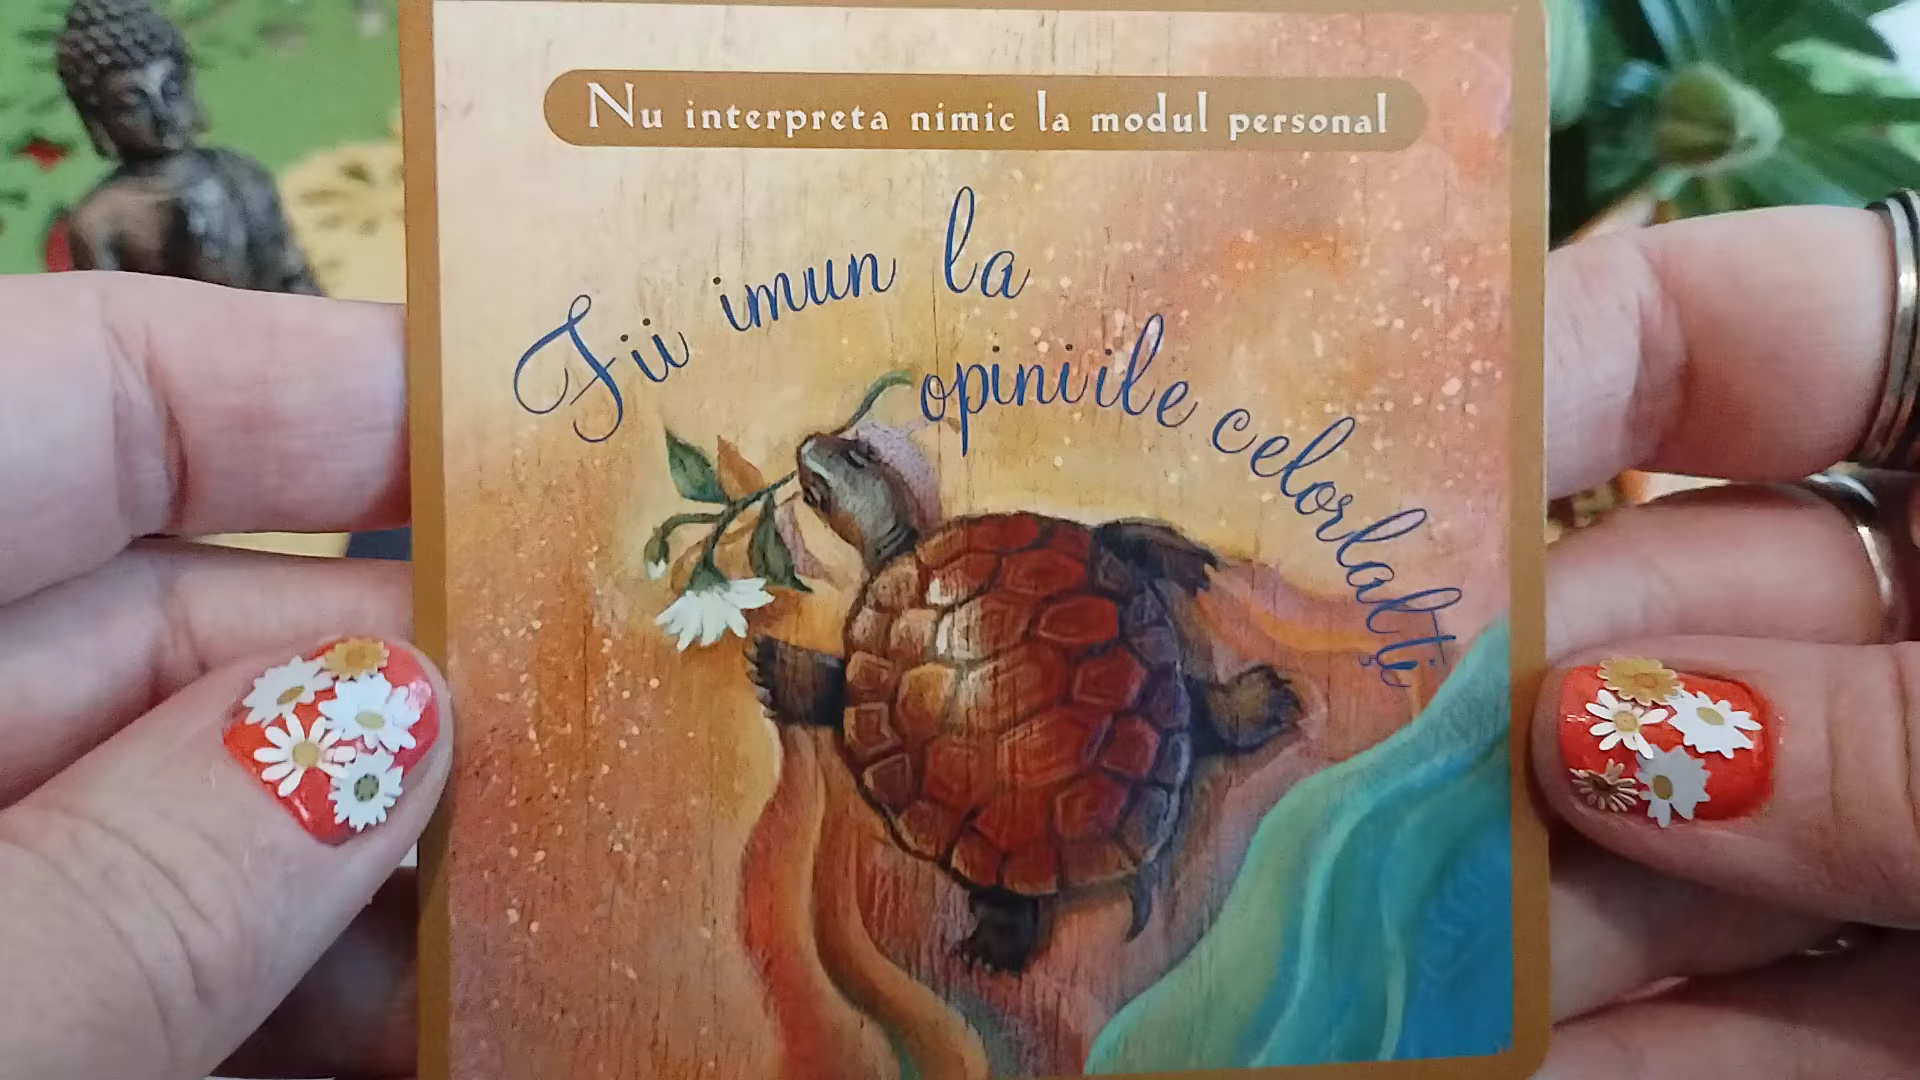 Nu interpreta nimic la modul personal
Fii imun la
opiniile celorlalți